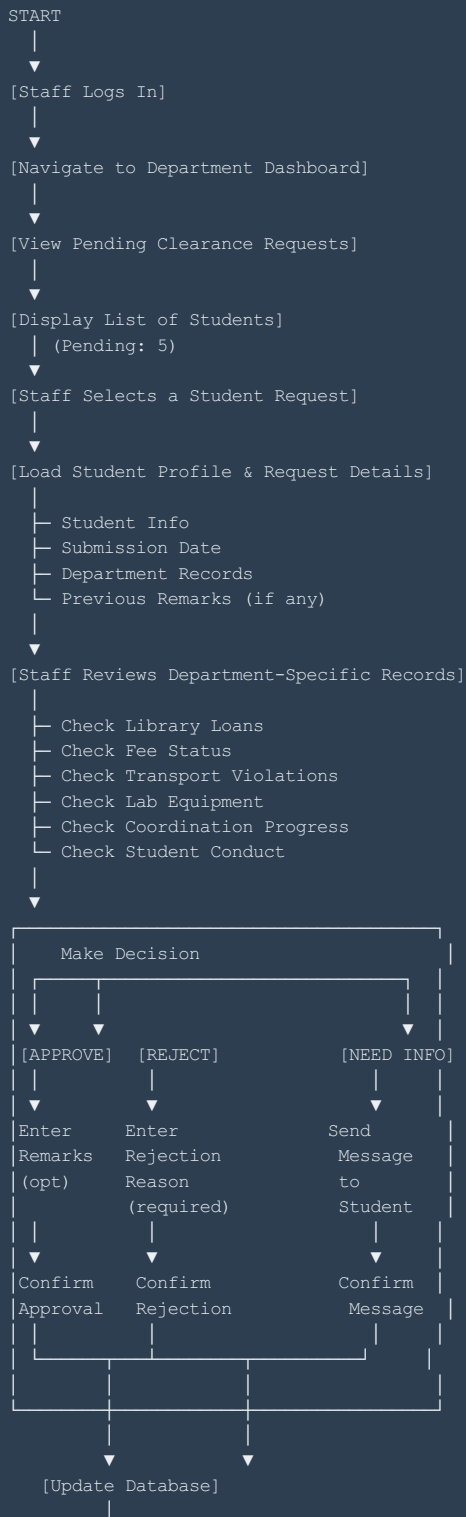 START
[Staff Logs In]
[Navigate to Department Dashboard]
[View Pending Clearance Requests]
[Display List of Students]
(Pending: 5)
[Staff Selects a Student Request]
[Load Student Profile & Request Details]
Student Info
Submission Date
Department Records
Previous Remarks (if any)
[Staff Reviews Department-Specific Records]
Check Library Loans
Check Fee Status
Check Transport Violations
Check Lab Equipment
Check Coordination Progress
Check Student Conduct
Make Decision
[APPROVE] [REJECT] [NEED INFO]
Enter Enter Send
Remarks Rejection Message
(opt) Reason to
(required) Student
Confirm Confirm Confirm
Approval Rejection Message
[Update Database]